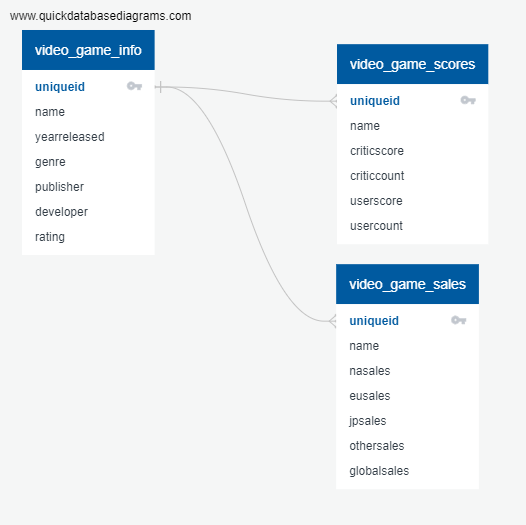 www.quickdatabasediagrams.com
video_game_info
uniqueid
name
yearreleased
genre
publisher
developer
rating
video_game_scores
uniqueid
name
criticscore
criticcount
userscore
usercount
video_game_sales
uniqueid
name
nasales
eusales
jpsales
othersales
globalsales